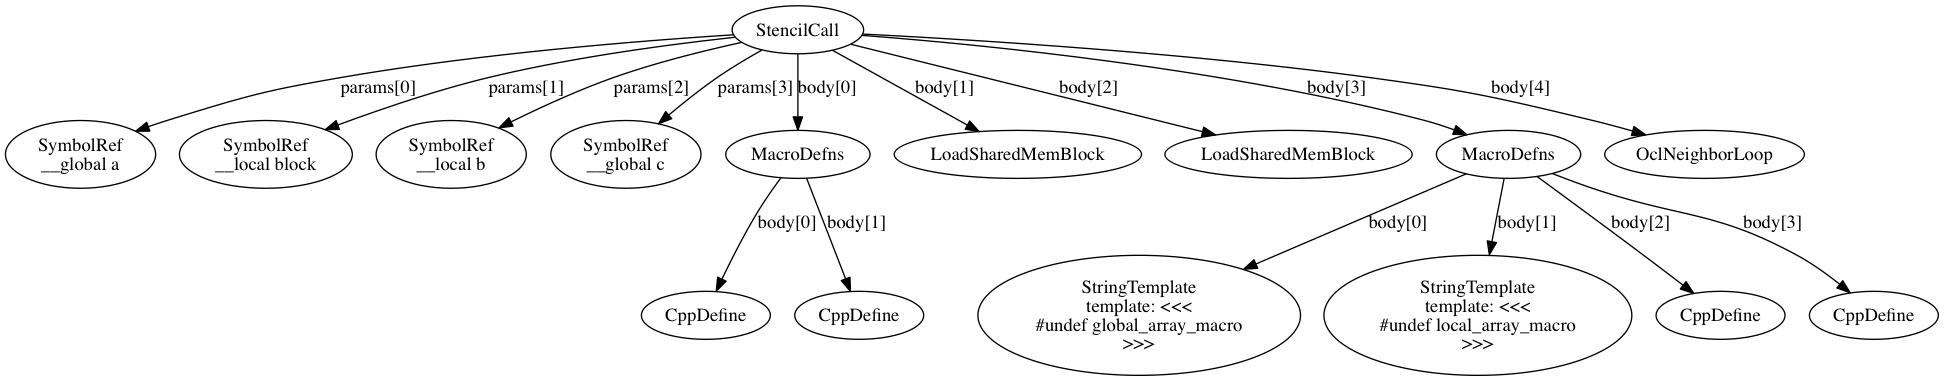 StencilCall
params[0]
params[1]
params[2]
params[3]
body[0]
body[1]
body[2]
body[3]
body[4]
SymbolRef
__global a
SymbolRef
__local block
SymbolRef
__local b
SymbolRef
__global c
MacroDefns
LoadSharedMemBlock
LoadSharedMemBlock
MacroDefns
OclNeighborLoop
body[0]
body[1]
body[0]
body[1]
body[2]
body[3]
CppDefine
CppDefine
StringTemplate
template: <<<
#undef global_array_macro
>>>
StringTemplate
template: <<<
#undef local_array_macro
>>>
CppDefine
CppDefine